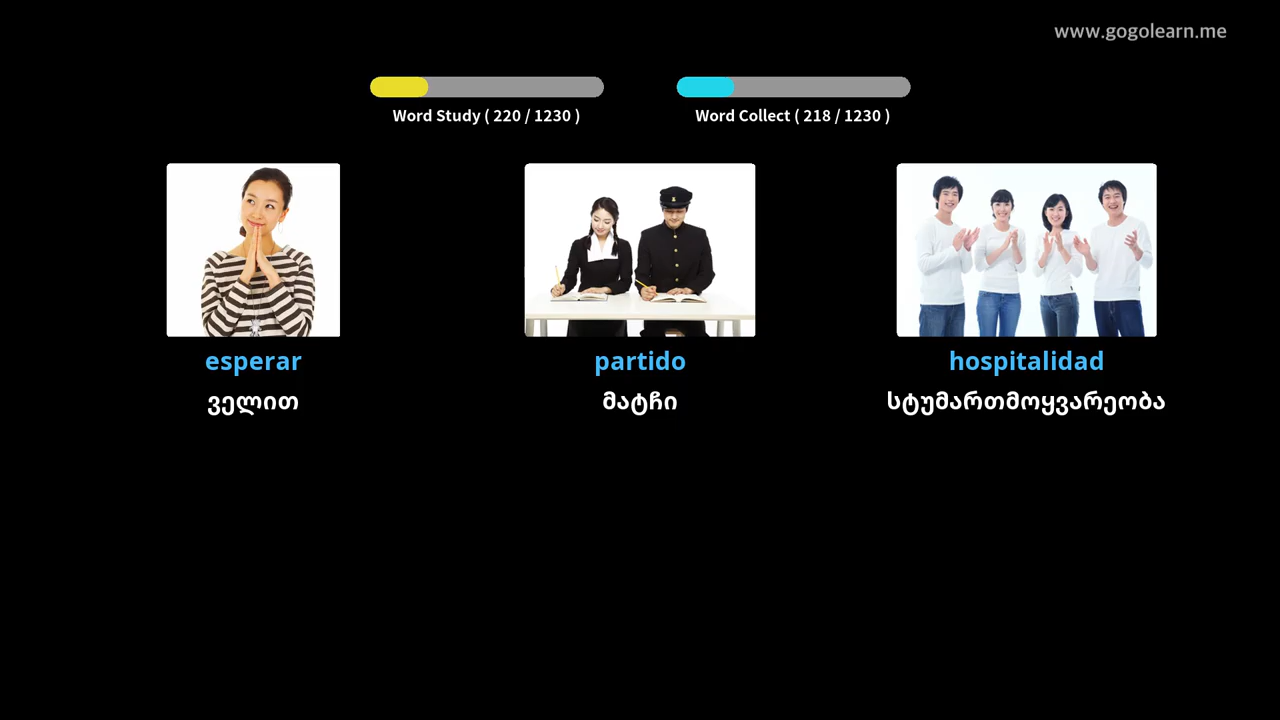 www.gogolearn.me
Word Study ( 220 / 1230 )
Word Collect ( 218 / 1230 )
esperar
partido
hospitalidad
ველით
მატჩი
სტუმართმოყვარეობა